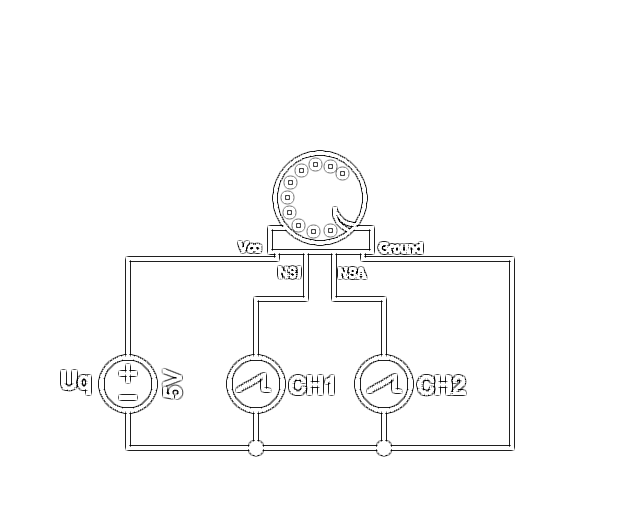 Vcc
Ground
NSI
NSA
Uq
5V
CH1
CH2